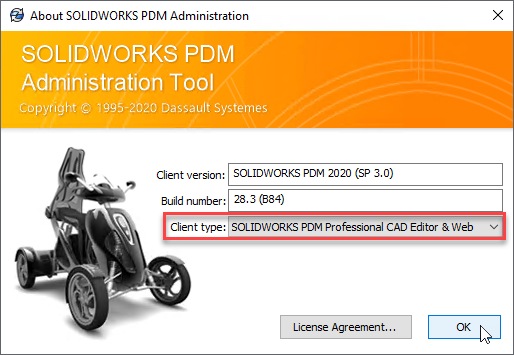 About SOLIDWORKS PDM Administration
SOLIDWORKS PDM
Administration Tool
Copyright © 1995-2020 Dassault Systemes
Client version: SOLIDWORKS PDM 2020 (SP 3.0)
Build number: 28.3 (B84)
Client type: SOLIDWORKS PDM Professional CAD Editor & Web
License Agreement... OK